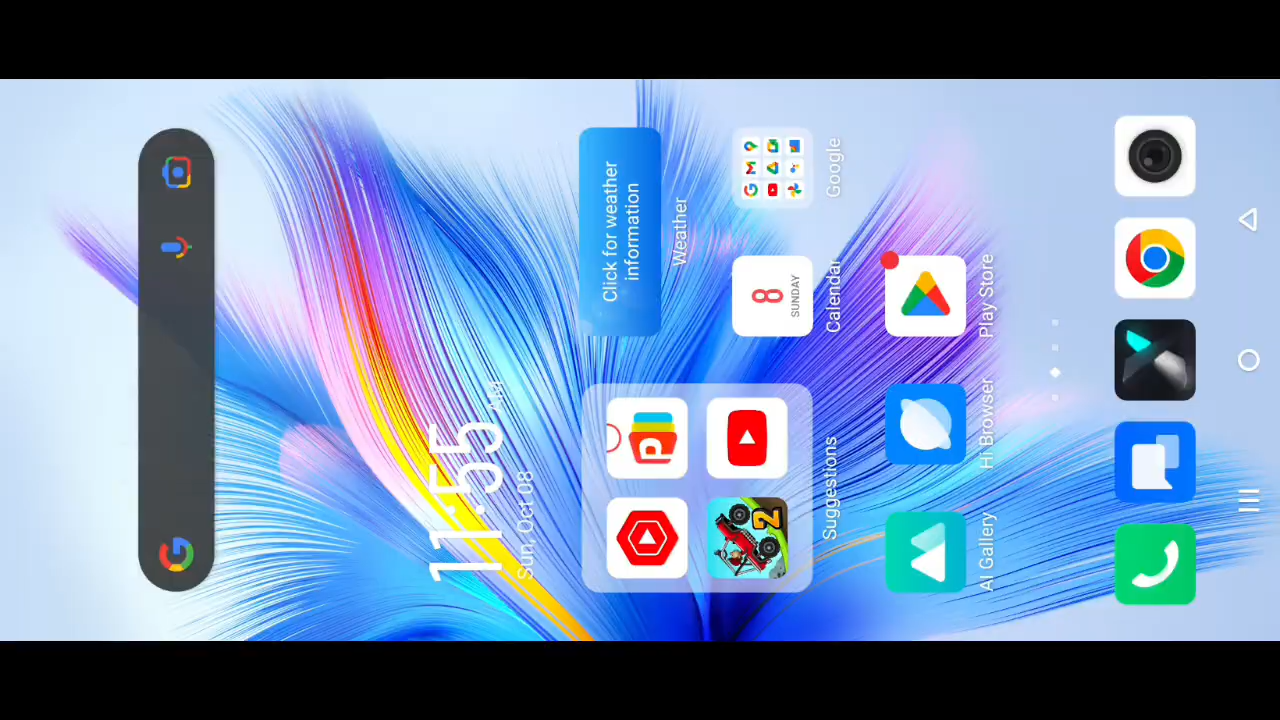 11:55 AM
Sun, Oct 08
Click for weather
information
Weather
2
Suggestions
8
SUNDAY
Calendar
Google
AI Gallery
Hi Browser
Play Store